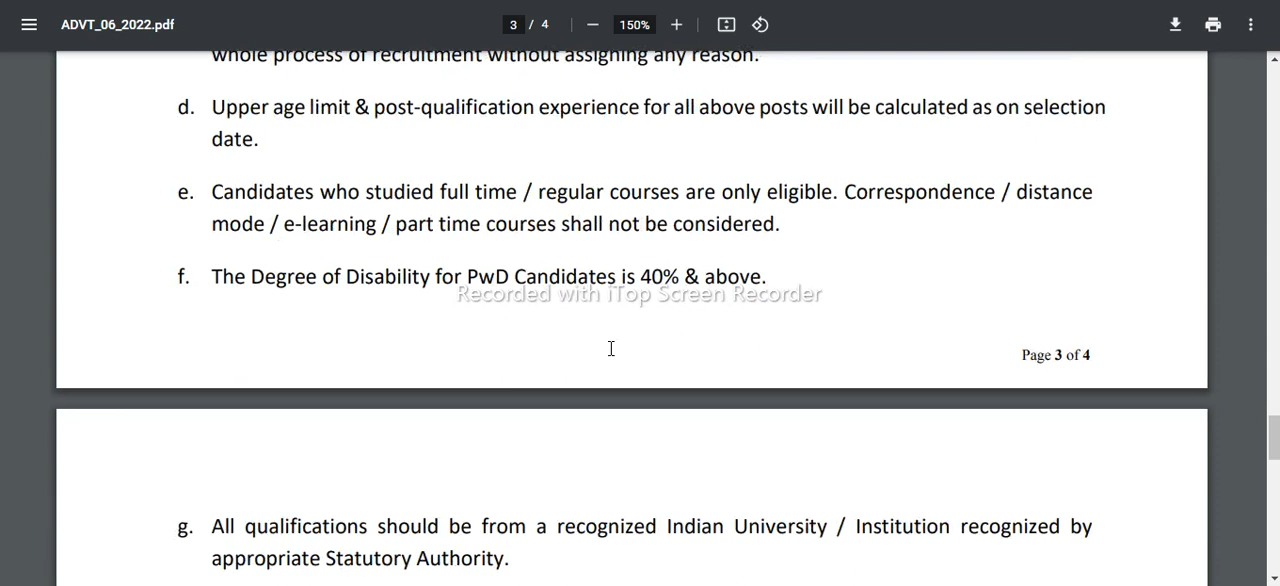 ADVT_06_2022.pdf
3 / 4
150%
whole process of recruitment without assigning any reason.
d. Upper age limit & post-qualification experience for all above posts will be calculated as on selection
date.
e. Candidates who studied full time / regular courses are only eligible. Correspondence / distance
mode / e-learning / part time courses shall not be considered.
f. The Degree of Disability for PwD Candidates is 40% & above.
Recorded with iTop Screen Recorder
Page 3 of 4
g. All qualifications should be from a recognized Indian University / Institution recognized by
appropriate Statutory Authority.